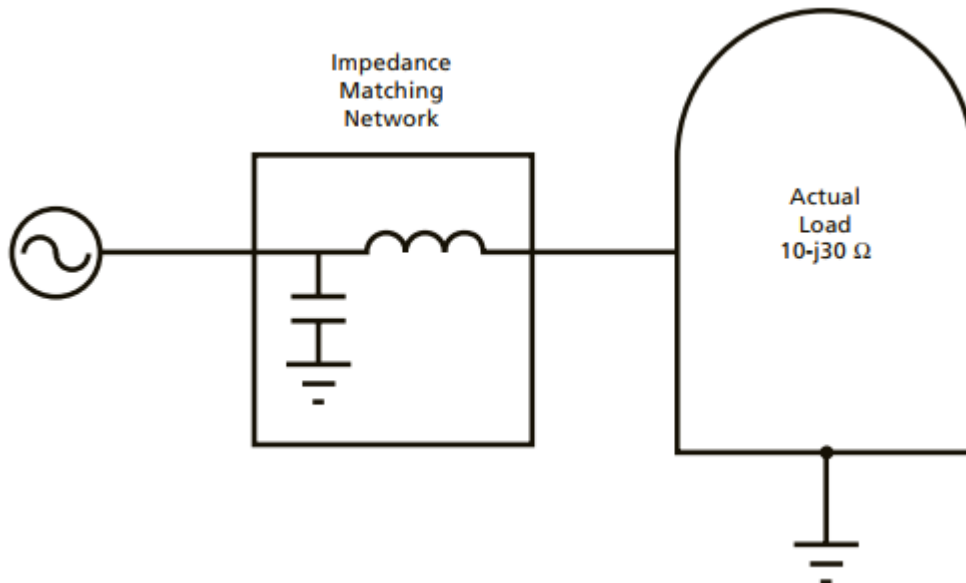 Impedance
Matching
Network
Actual
Load
10-j30 Ω